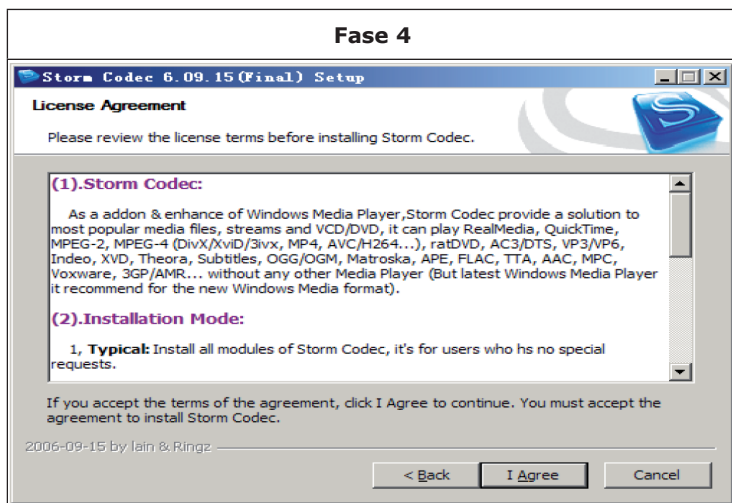 Fase 4
Storm Codec 6.09.15(Final) Setup
License Agreement
Please review the license terms before installing Storm Codec.
(1).Storm Codec:
As a addon & enhance of Windows Media Player,Storm Codec provide a solution to
most popular media files, streams and VCD/DVD, it can play RealMedia, QuickTime,
MPEG-2, MPEG-4 (DivX/XviD/3ivx, MP4, AVC/H264...), ratDVD, AC3/DTS, VP3/VP6,
Indeo, XVD, Theora, Subtitles, OGG/OGM, Matroska, APE, FLAC, TTA, AAC, MPC,
Voxware, 3GP/AMR... without any other Media Player (But latest Windows Media Player
it recommend for the new Windows Media format).
(2).Installation Mode:
1, Typical: Install all modules of Storm Codec, it's for users who hs no special
requests.
If you accept the terms of the agreement, click I Agree to continue. You must accept the
agreement to install Storm Codec.
2006-09-15 by lain & Ringz
< Back I Agree Cancel